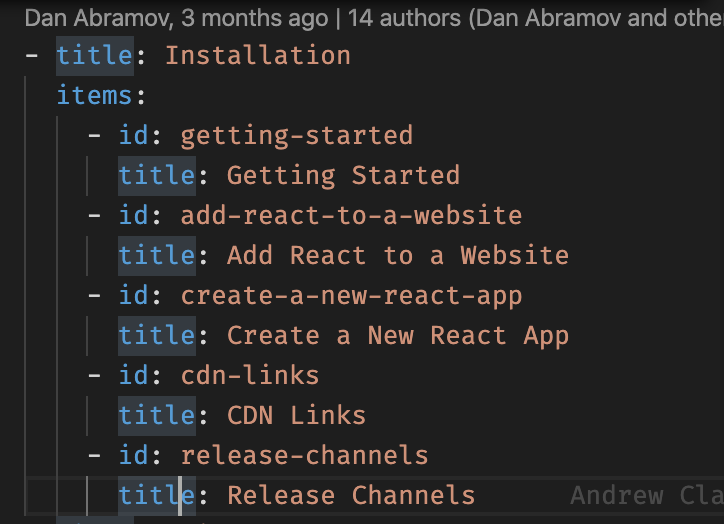 Dan Abramov, 3 months ago | 14 authors (Dan Abramov and othe
- title: Installation
  items:
    - id: getting-started
      title: Getting Started
    - id: add-react-to-a-website
      title: Add React to a Website
    - id: create-a-new-react-app
      title: Create a New React App
    - id: cdn-links
      title: CDN Links
    - id: release-channels
      title: Release Channels Andrew Cla